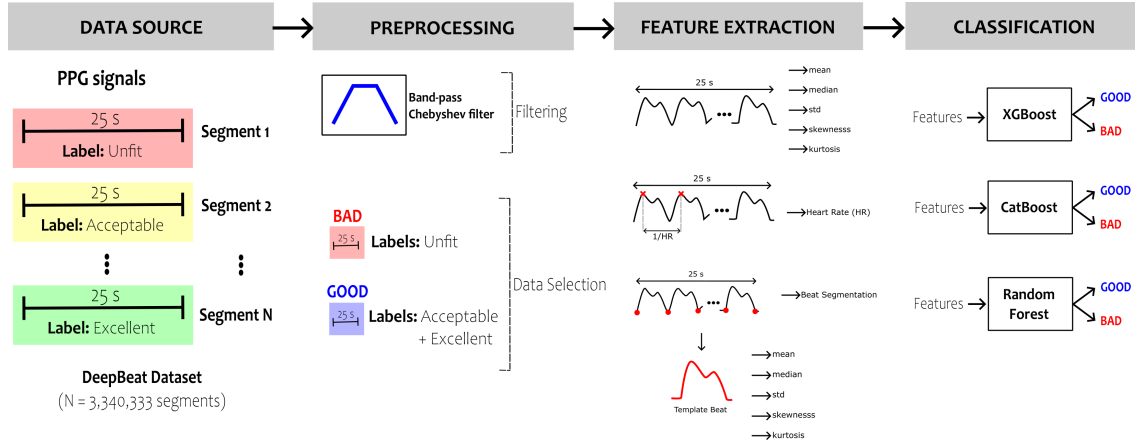 DATA SOURCE
PREPROCESSING
FEATURE EXTRACTION
CLASSIFICATION
PPG signals
25 s
Label: Unfit
Segment 1
25 s
Label: Acceptable
Segment 2
25 s
Label: Excellent
Segment N
DeepBeat Dataset
(N = 3,340,333 segments)
Band-pass
Chebyshev filter
Filtering
BAD
25 s
Labels: Unfit
GOOD
25 s
Labels: Acceptable
+ Excellent
Data Selection
25 s
mean
median
std
skewnesss
kurtosis
25 s
1/HR
Heart Rate (HR)
25 s
Beat Segmentation
Template Beat
mean
median
std
skewnesss
kurtosis
Features
XGBoost
GOOD
BAD
Features
CatBoost
GOOD
BAD
Features
Random
Forest
GOOD
BAD